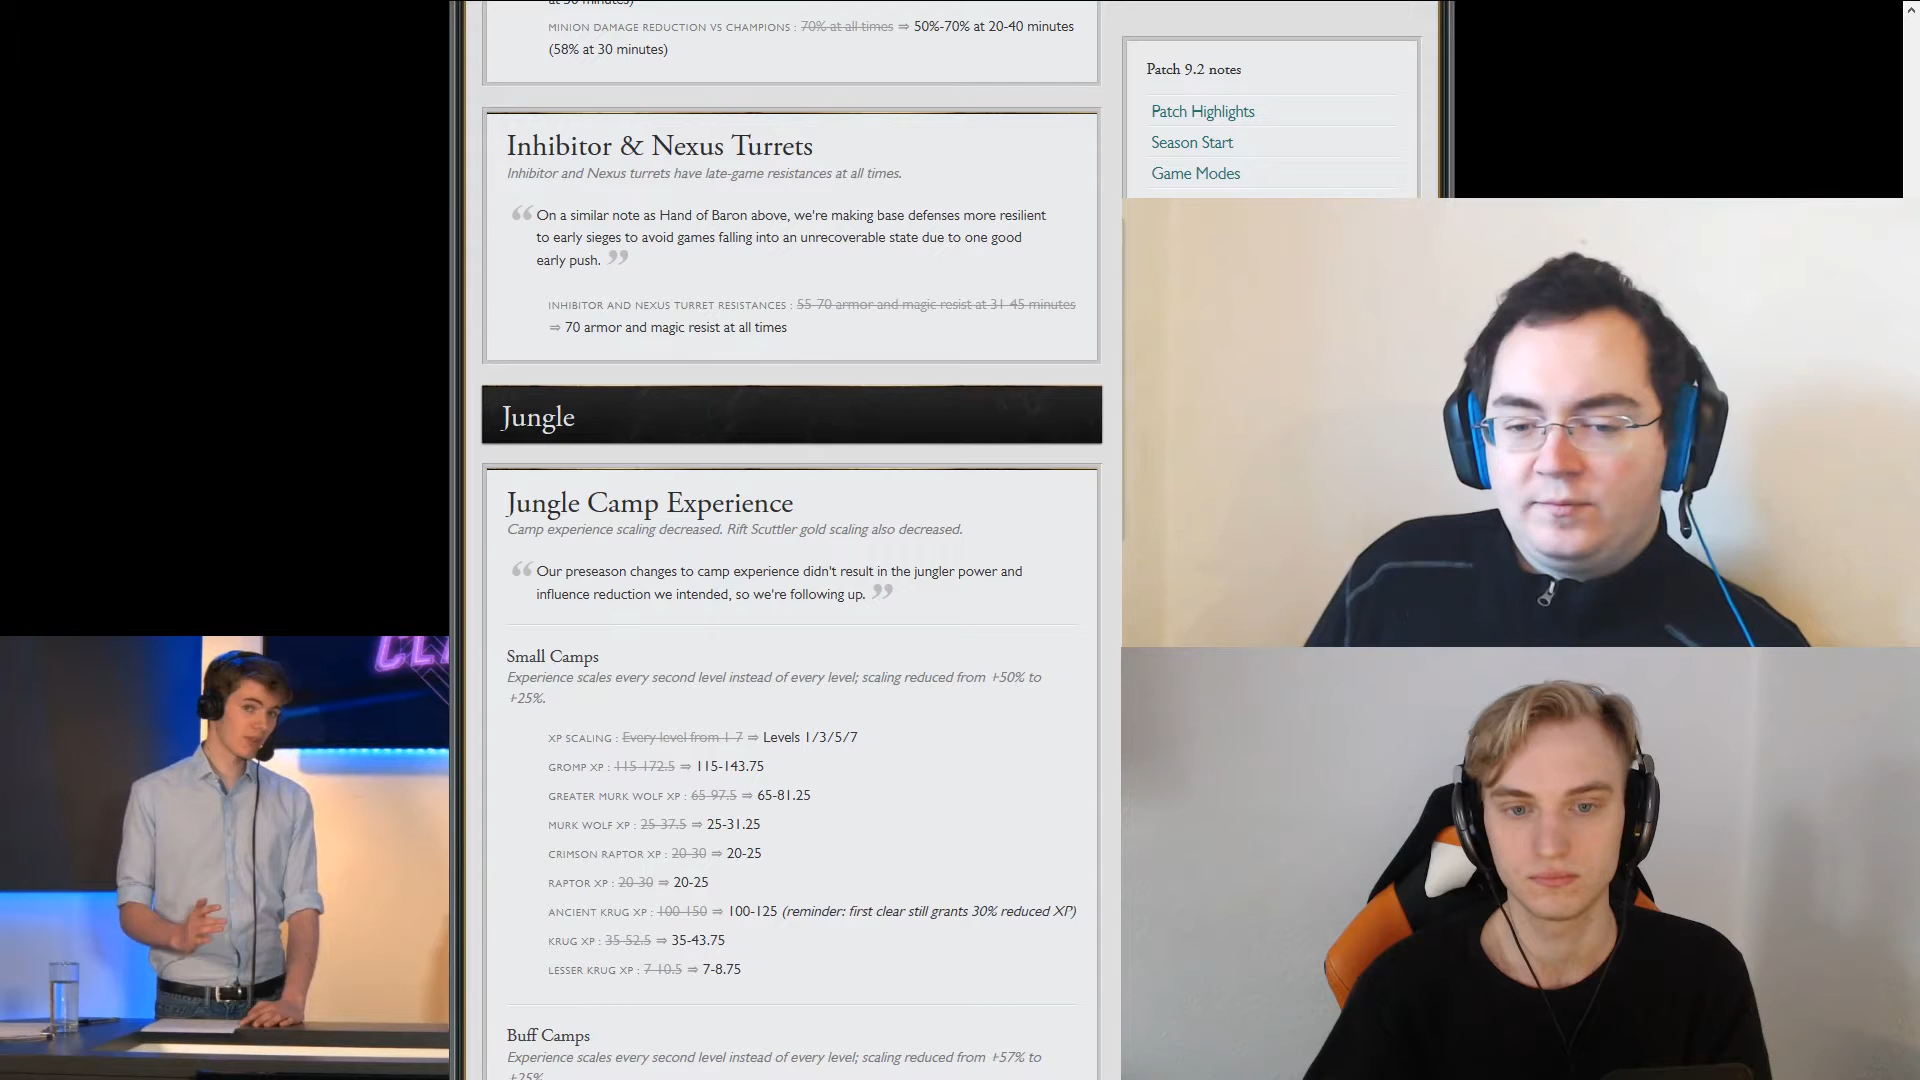 at 30 minutes)
MINION DAMAGE REDUCTION VS CHAMPIONS : 70% at all times ⇒ 50%-70% at 20-40 minutes
(58% at 30 minutes)
Inhibitor & Nexus Turrets
Inhibitor and Nexus turrets have late-game resistances at all times.
“ On a similar note as Hand of Baron above, we're making base defenses more resilient
to early sieges to avoid games falling into an unrecoverable state due to one good
early push. ”
INHIBITOR AND NEXUS TURRET RESISTANCES : 55-70 armor and magic resist at 31-45 minutes
⇒ 70 armor and magic resist at all times
Jungle
Jungle Camp Experience
Camp experience scaling decreased. Rift Scuttler gold scaling also decreased.
“ Our preseason changes to camp experience didn't result in the jungler power and
influence reduction we intended, so we're following up. ”
Small Camps
Experience scales every second level instead of every level; scaling reduced from +50% to
+25%.
XP SCALING : Every level from 1-7 ⇒ Levels 1/3/5/7
GROMP XP : 115-172.5 ⇒ 115-143.75
GREATER MURK WOLF XP : 65-97.5 ⇒ 65-81.25
MURK WOLF XP : 25-37.5 ⇒ 25-31.25
CRIMSON RAPTOR XP : 20-30 ⇒ 20-25
RAPTOR XP : 20-30 ⇒ 20-25
ANCIENT KRUG XP : 100-150 ⇒ 100-125 (reminder: first clear still grants 30% reduced XP)
KRUG XP : 35-52.5 ⇒ 35-43.75
LESSER KRUG XP : 7-10.5 ⇒ 7-8.75
Buff Camps
Experience scales every second level instead of every level; scaling reduced from +57% to
+25%
Patch 9.2 notes
Patch Highlights
Season Start
Game Modes